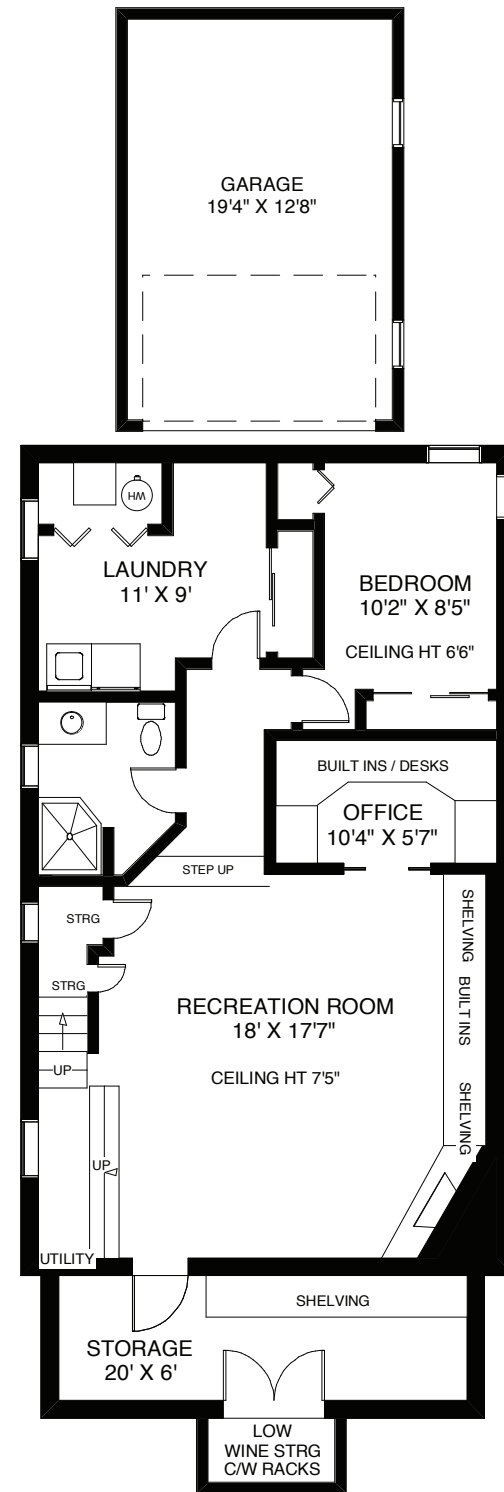 GARAGE
19'4" X 12'8"
WH
LAUNDRY
11' X 9'
BEDROOM
10'2" X 8'5"
CEILING HT 6'6"
BUILT INS / DESKS
OFFICE
10'4" X 5'7"
STEP UP
STRG
STRG
SHELVING
BUILT INS
SHELVING
RECREATION ROOM
18' X 17'7"
CEILING HT 7'5"
UP
UP
UTILITY
SHELVING
STORAGE
20' X 6'
LOW
WINE STRG
C/W RACKS